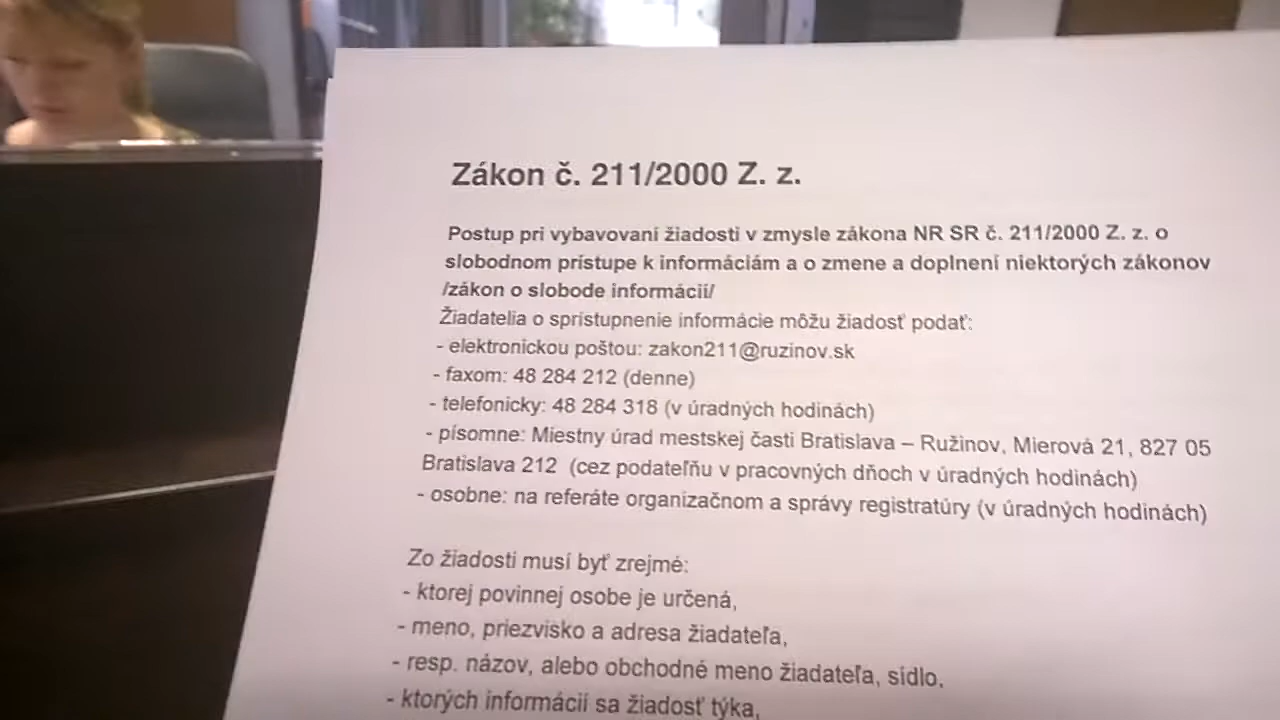 Zákon č. 211/2000 Z. z.
Postup pri vybavovaní žiadosti v zmysle zákona NR SR č. 211/2000 Z. z. o
slobodnom prístupe k informáciám a o zmene a doplnení niektorých zákonov
/zákon o slobode informácií/
Žiadatelia o sprístupnenie informácie môžu žiadosť podať:
- elektronickou poštou: zakon211@ruzinov.sk
- faxom: 48 284 212 (denne)
- telefonicky: 48 284 318 (v úradných hodinách)
- písomne: Miestny úrad mestskej časti Bratislava – Ružinov, Mierová 21, 827 05
Bratislava 212 (cez podateľňu v pracovných dňoch v úradných hodinách)
- osobne: na referáte organizačnom a správy registratúry (v úradných hodinách)
Zo žiadosti musí byť zrejmé:
- ktorej povinnej osobe je určená,
- meno, priezvisko a adresa žiadateľa,
- resp. názov, alebo obchodné meno žiadateľa, sídlo,
- ktorých informácií sa žiadosť týka,